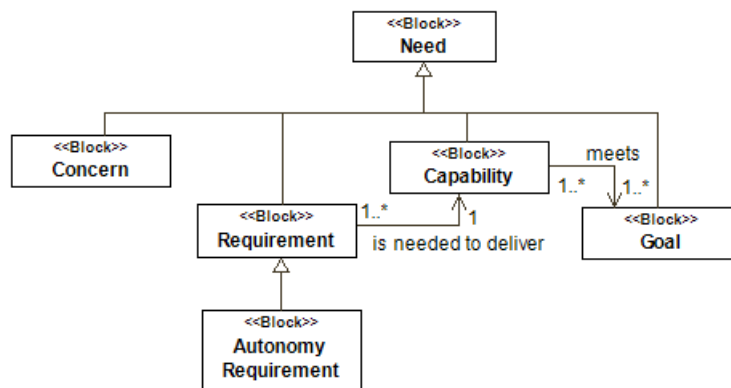 <<Block>>
Need
<<Block>>
Concern
<<Block>>
Capability
meets
1..*
1..*
<<Block>>
Requirement
1..*
1
is needed to deliver
<<Block>>
Goal
<<Block>>
Autonomy
Requirement